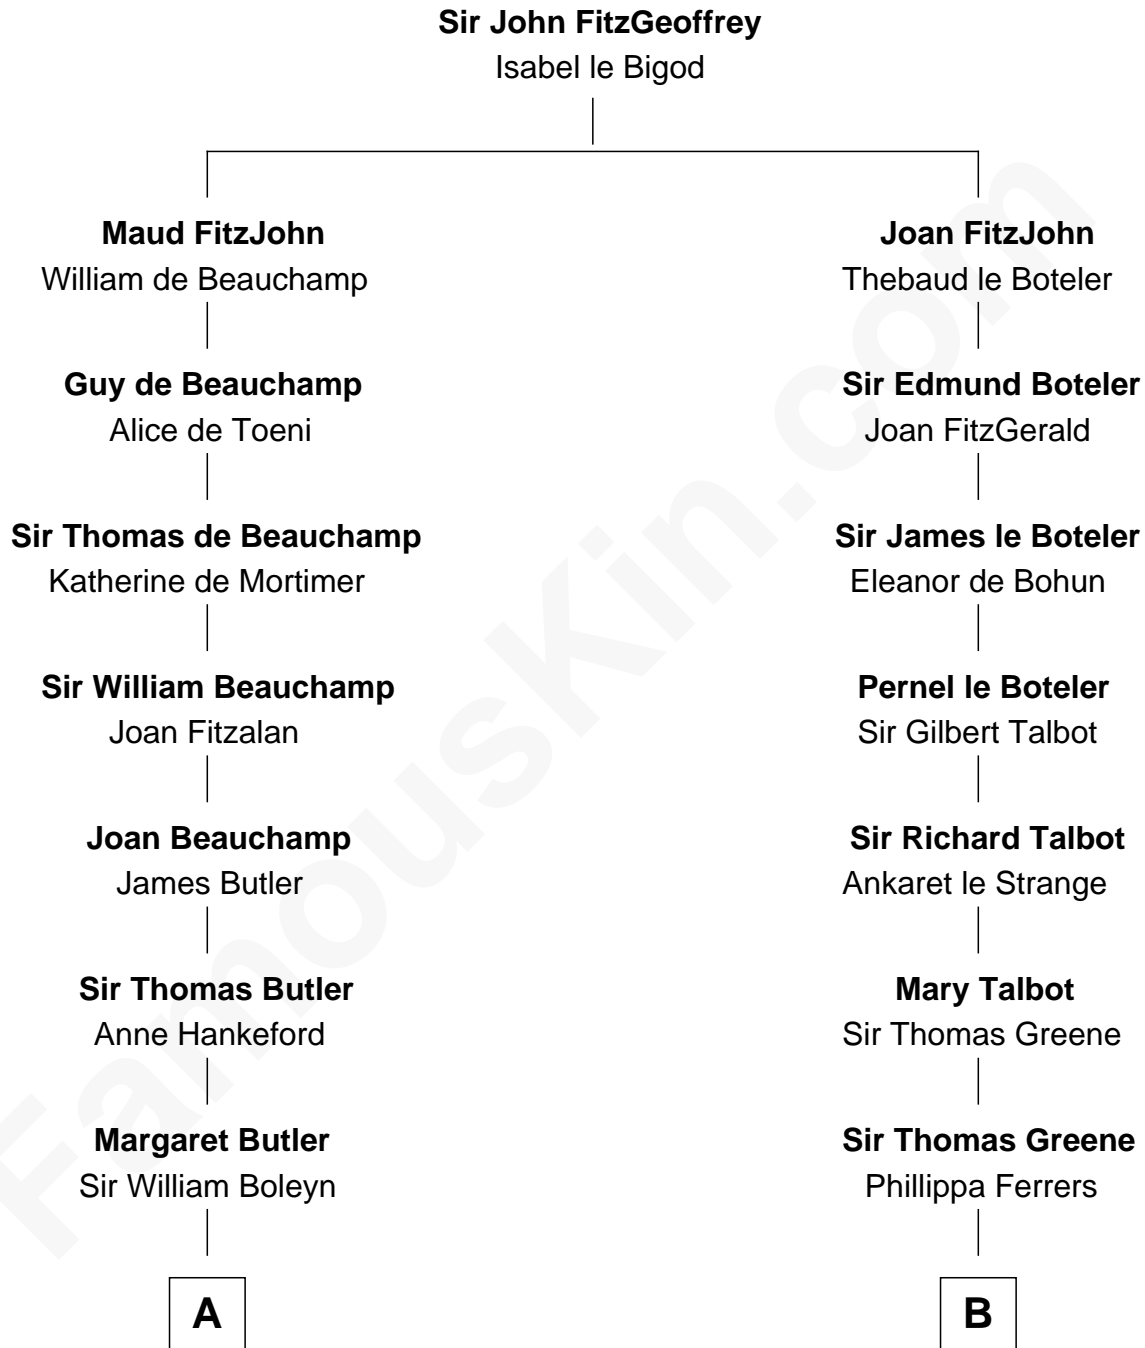 Sir John FitzGeoffrey
Isabel le Bigod
Maud FitzJohn
William de Beauchamp
Joan FitzJohn
Thebaud le Boteler
Guy de Beauchamp
Alice de Toeni
Sir Edmund Boteler
Joan FitzGerald
Sir Thomas de Beauchamp
Katherine de Mortimer
Sir James le Boteler
Eleanor de Bohun
Sir William Beauchamp
Joan Fitzalan
Pernel le Boteler
Sir Gilbert Talbot
Joan Beauchamp
James Butler
Sir Richard Talbot
Ankaret le Strange
Sir Thomas Butler
Anne Hankeford
Mary Talbot
Sir Thomas Greene
Margaret Butler
Sir William Boleyn
Sir Thomas Greene
Phillippa Ferrers
A
B
FamousKin.com